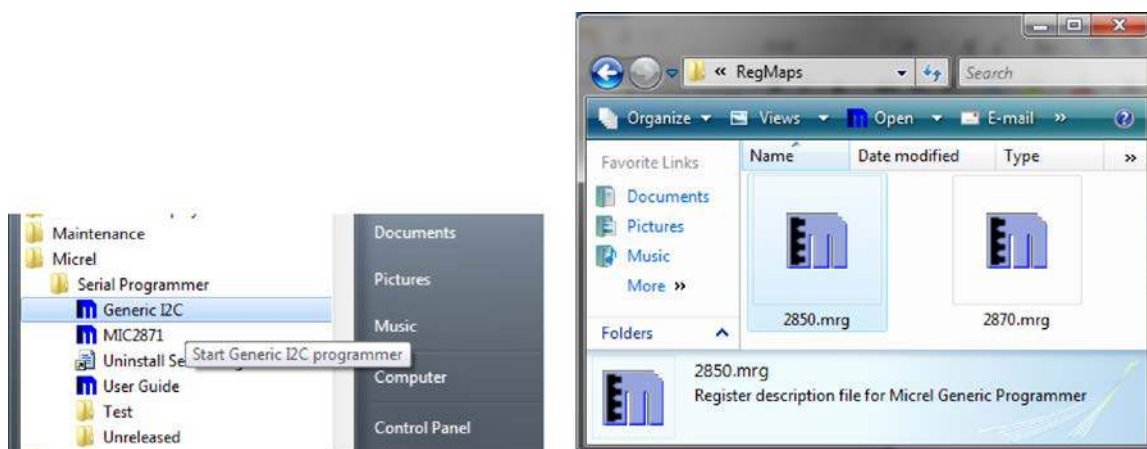 Maintenance
Micrel
Serial Programmer
Generic I2C
MIC2871
Uninstall Se
Start Generic I2C programmer
User Guide
Test
Unreleased
Documents
Pictures
Music
Computer
Control Panel
« RegMaps
Search
Organize Views Open E-mail »
Favorite Links
Documents
Pictures
Music
More »
Folders
Name Date modified Type »
2850.mrg 2870.mrg
2850.mrg
Register description file for Micrel Generic Programmer